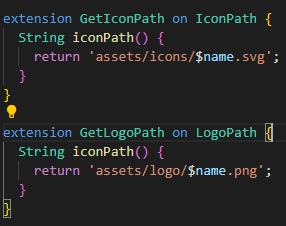 extension GetIconPath on IconPath {
  String iconPath() {
    return 'assets/icons/$name.svg';
  }
}
extension GetLogoPath on LogoPath {
  String iconPath() {
    return 'assets/logo/$name.png';
  }
}